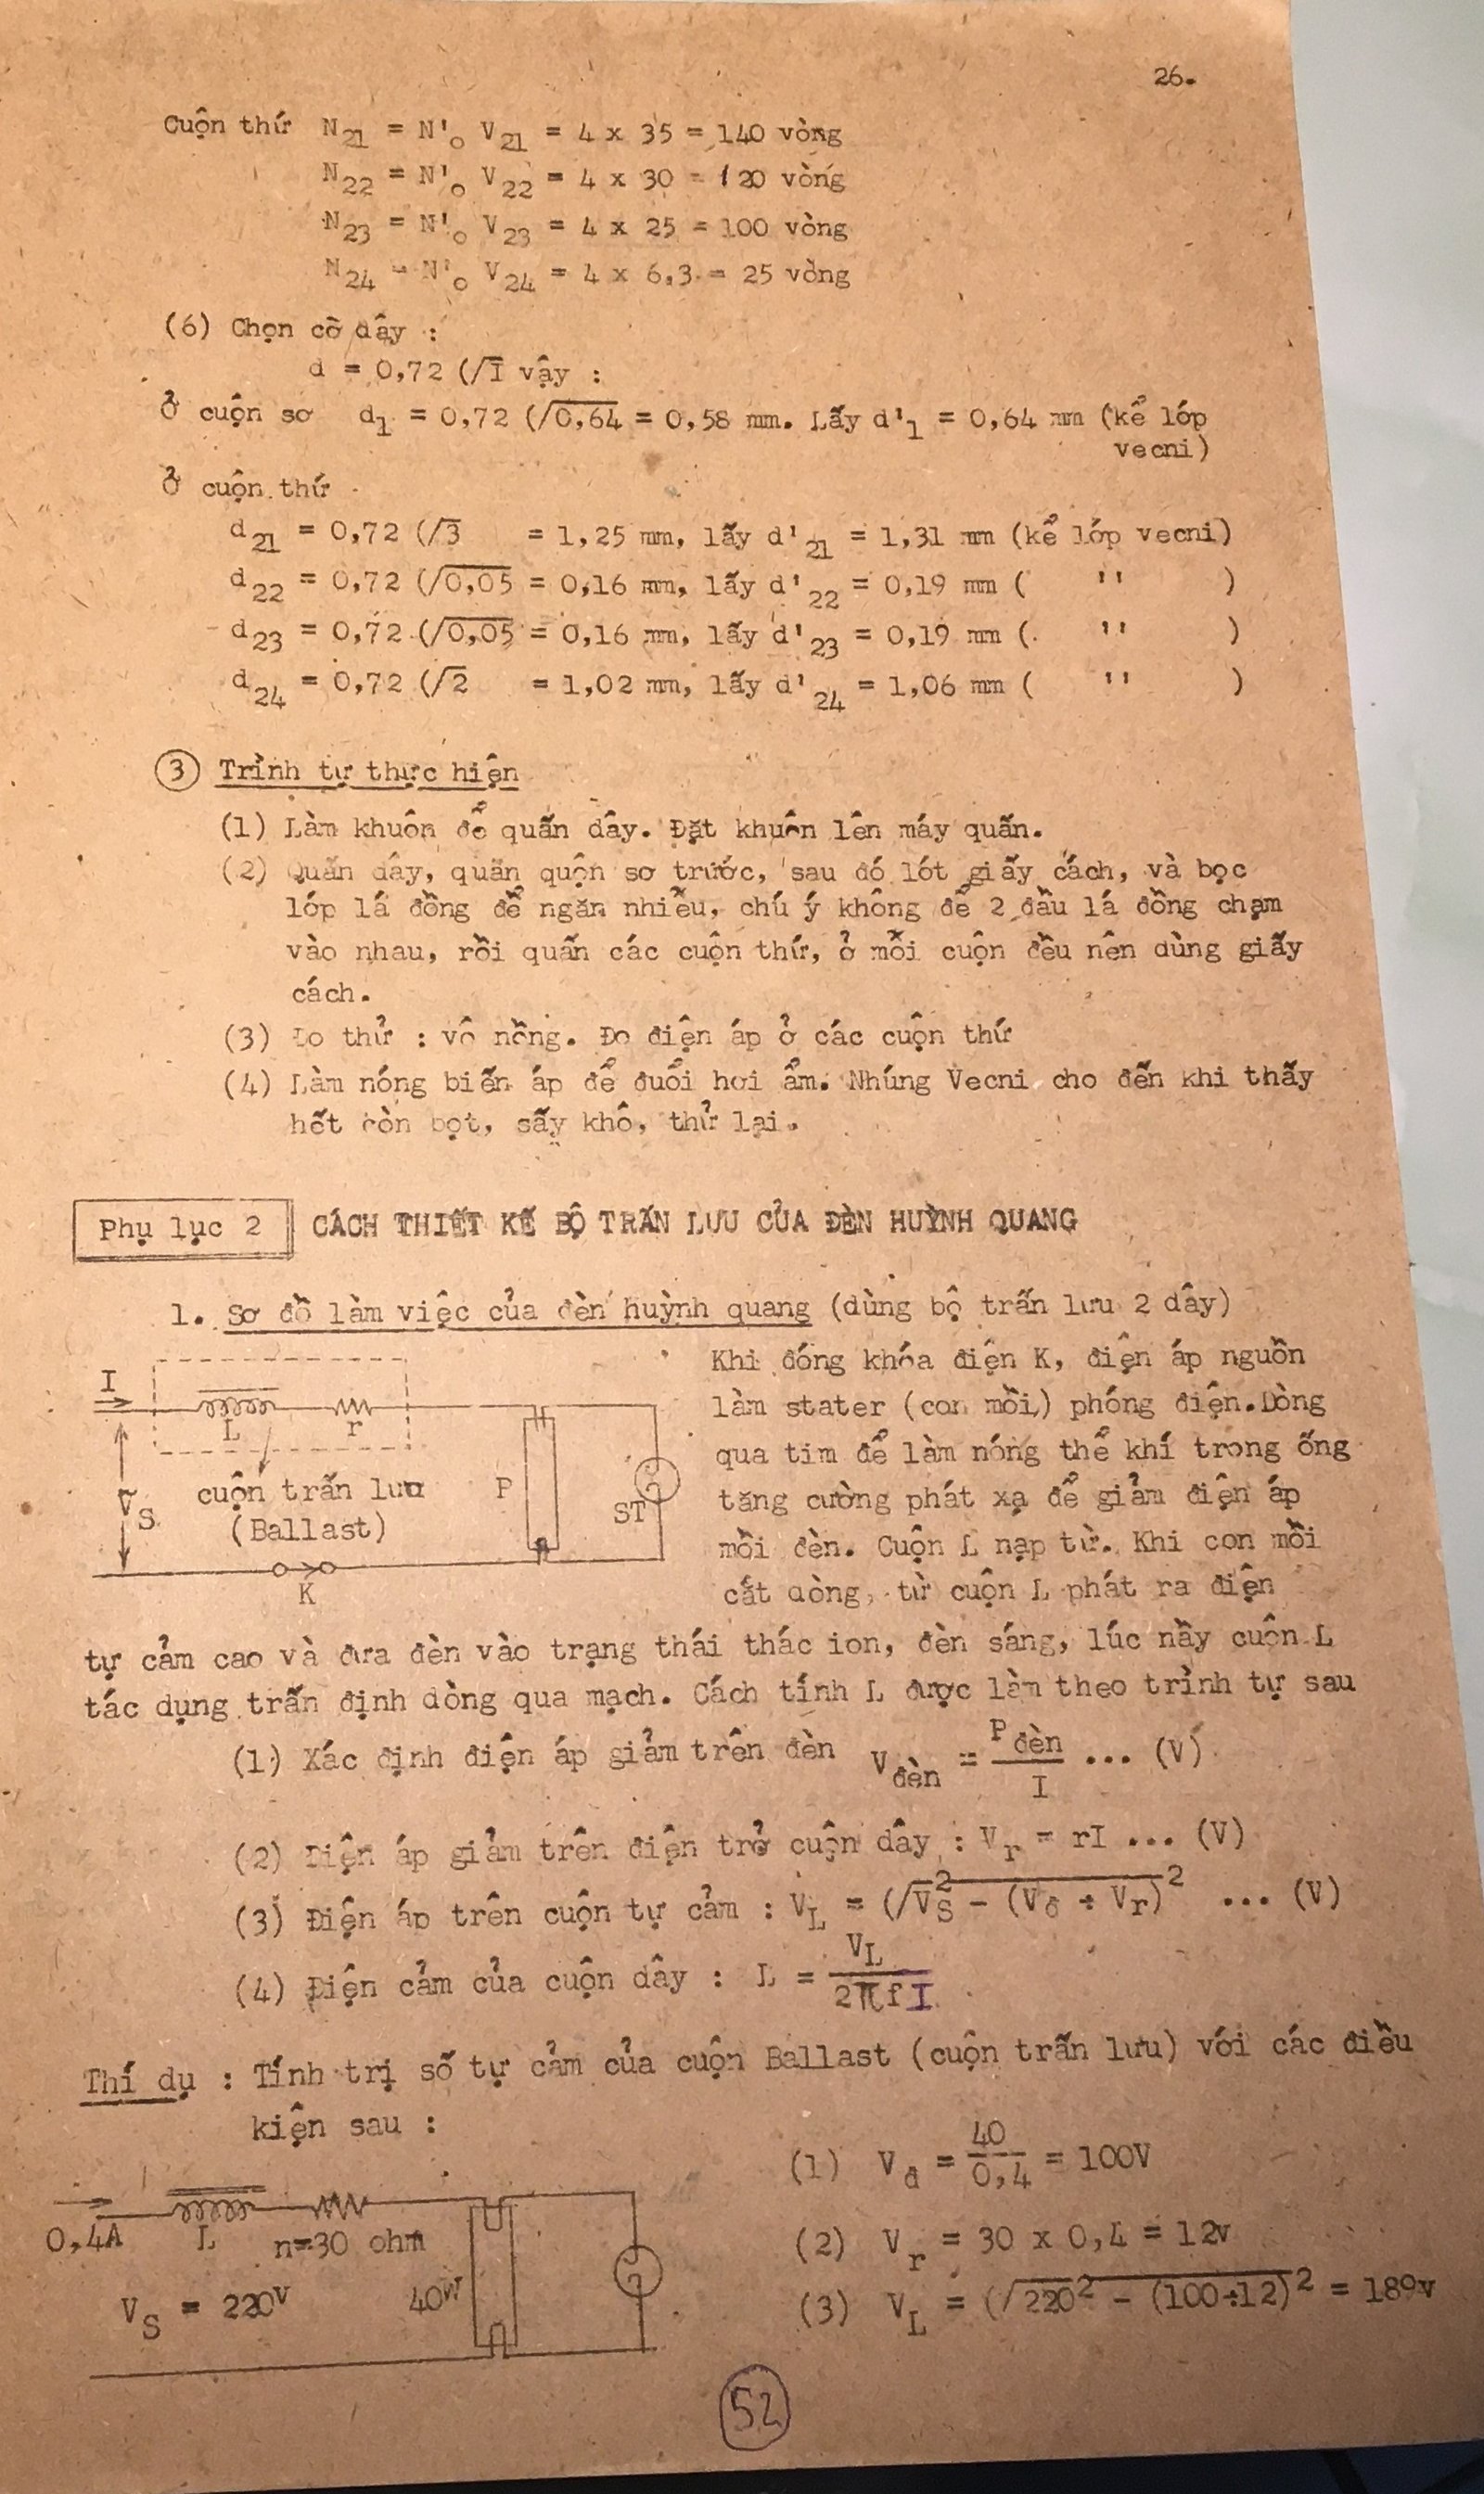 26.
Cuộn thứ N21 = N'o V21 = 4 x 35 = 140 vòng
N22 = N'o V22 = 4 x 30 = 120 vòng
N23 = N'o V23 = 4 x 25 = 100 vòng
N24 = N'o V24 = 4 x 6,3 = 25 vòng
(6) Chọn cỡ dây :
d = 0,72 (/I vậy :
Ở cuộn sơ d1 = 0,72 (/0,64 = 0,58 mm. Lấy d'1 = 0,64 mm (kể lớp
vecni)
Ở cuộn thứ
d21 = 0,72 (/3 = 1,25 mm, lấy d'21 = 1,31 mm (kể lớp vecni)
d22 = 0,72 (/0,05 = 0,16 mm, lấy d'22 = 0,19 mm ( '' )
d23 = 0,72 (/0,05 = 0,16 mm, lấy d'23 = 0,19 mm ( '' )
d24 = 0,72 (/2 = 1,02 mm, lấy d'24 = 1,06 mm ( '' )
3 Trình tự thực hiện
(1) Làm khuôn để quấn dây. Đặt khuôn lên máy quấn.
(2) Quấn dây, quấn quộn sơ trước, sau đó lót giấy cách, và bọc
lớp lá đồng để ngăn nhiễu, chú ý không để 2 đầu lá đồng chạm
vào nhau, rồi quấn các cuộn thứ, ở mỗi cuộn đều nên dùng giấy
cách.
(3) Đo thử : vô nồng. Đo điện áp ở các cuộn thứ
(4) Làm nóng biến áp để đuổi hơi ẩm. Nhúng Vecni cho đến khi thấy
hết còn bọt, sấy khô, thử lại.
Phụ lục 2 CÁCH THIẾT KẾ BỘ TRẤN LƯU CỦA ĐÈN HUỲNH QUANG
1. Sơ đồ làm việc của đèn huỳnh quang (dùng bộ trấn lưu 2 dây)
Khi đóng khóa điện K, điện áp nguồn
làm stater (con mồi) phóng điện. Dòng
qua tim để làm nóng thể khí trong ống
tăng cường phát xạ để giảm điện áp
mồi đèn. Cuộn L nạp từ. Khi con mồi
cắt dòng, từ cuộn L phát ra điện
I
L r
cuộn trấn lưu
(Ballast)
VS
P
ST
K
tự cảm cao và đưa đèn vào trạng thái thác ion, đèn sáng, lúc nầy cuộn L
tác dụng trấn định dòng qua mạch. Cách tính L được làm theo trình tự sau
(1) Xác định điện áp giảm trên đèn Vđèn = Pđèn / I ... (V)
(2) Điện áp giảm trên điện trở cuộn dây : Vr = rI ... (V)
(3) Điện áp trên cuộn tự cảm : VL = (/VS² - (Vđ + Vr)² ... (V)
(4) Điện cảm của cuộn dây : L = VL / 2πfI
Thí dụ : Tính trị số tự cảm của cuộn Ballast (cuộn trấn lưu) với các điều
kiện sau :
(1) Vđ = 40 / 0,4 = 100V
(2) Vr = 30 x 0,4 = 12v
(3) VL = (/220² - (100+12)² = 189v
0,4A L n=30 ohm
VS = 220V 40W
52